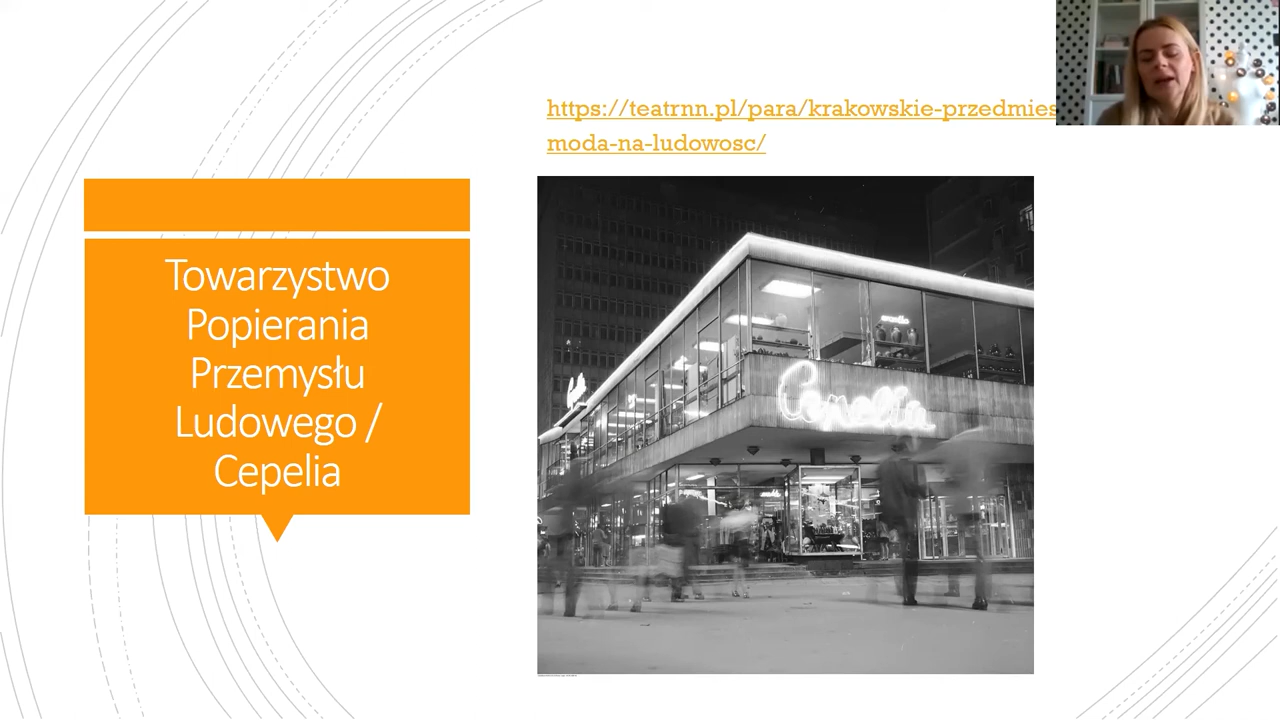 https://teatrnn.pl/para/krakowskie-przedmies
moda-na-ludowosc/
Towarzystwo
Popierania
Przemysłu
Ludowego /
Cepelia
Cepelia